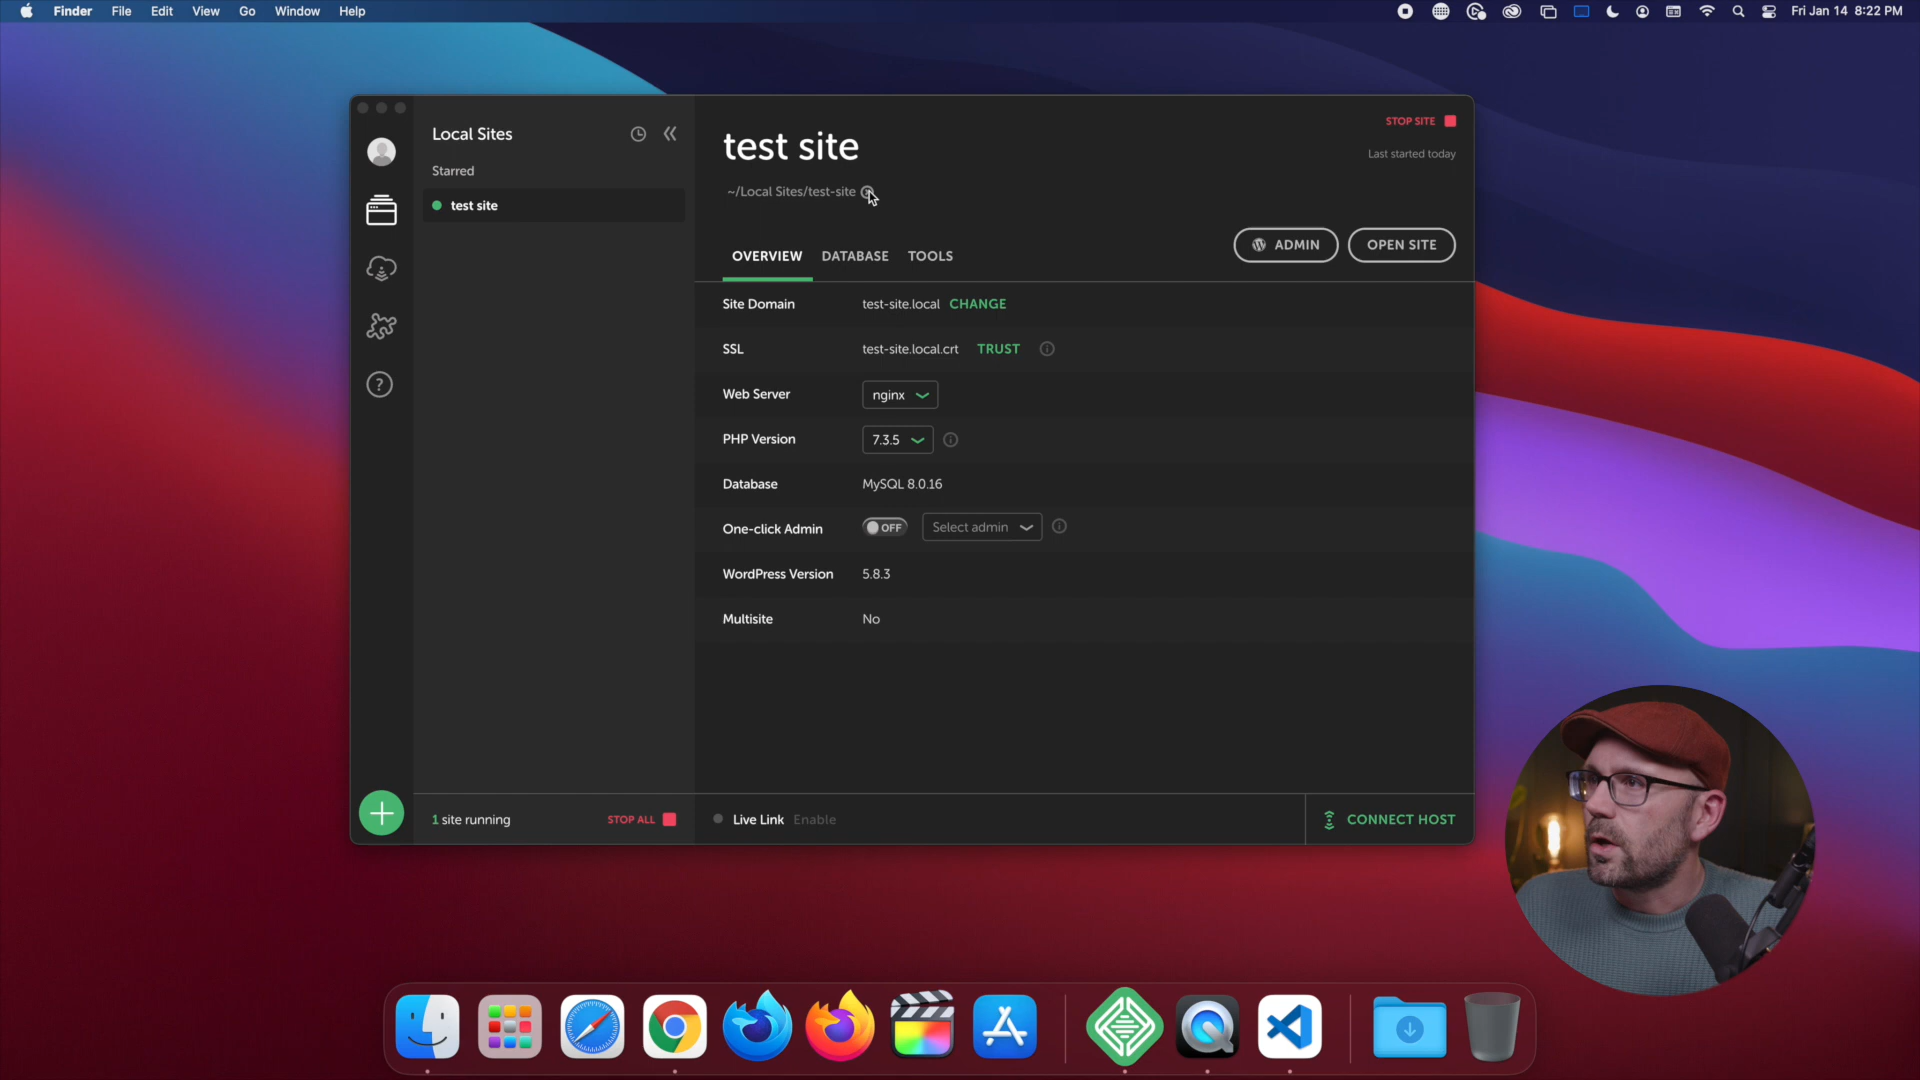 Finder File Edit View Go Window Help
Fri Jan 14 8:22 PM
Local Sites
Starred
test site
1 site running
STOP ALL
test site
~/Local Sites/test-site
STOP SITE
Last started today
ADMIN
OPEN SITE
OVERVIEW DATABASE TOOLS
Site Domain test-site.local CHANGE
SSL test-site.local.crt TRUST
Web Server nginx
PHP Version 7.3.5
Database MySQL 8.0.16
One-click Admin OFF Select admin
WordPress Version 5.8.3
Multisite No
Live Link Enable
CONNECT HOST